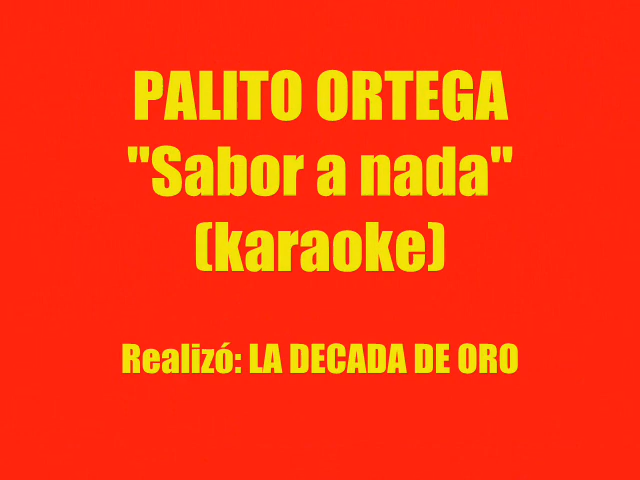 PALITO ORTEGA
"Sabor a nada"
(karaoke)
Realizó: LA DECADA DE ORO